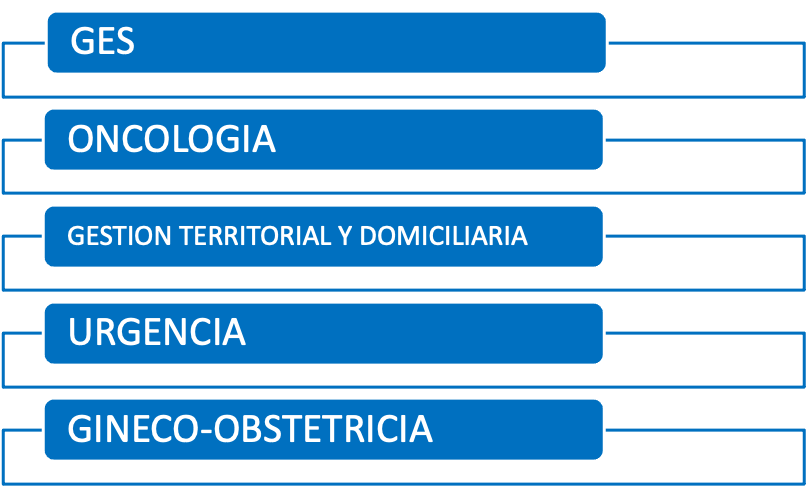 GES
ONCOLOGIA
GESTION TERRITORIAL Y DOMICILIARIA
URGENCIA
GINECO-OBSTETRICIA